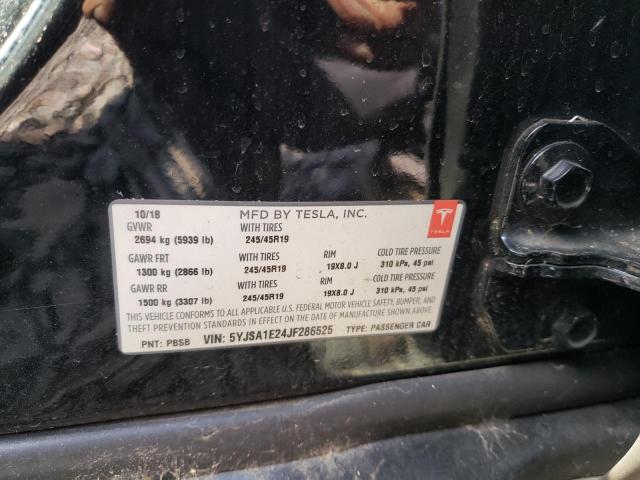 10/18 MFD BY TESLA, INC.
GVWR WITH TIRES
2694 kg (5939 lb) 245/45R19
GAWR FRT WITH TIRES RIM COLD TIRE PRESSURE
1300 kg (2866 lb) 245/45R19 19X8.0 J 310 kPa, 45 psi
GAWR RR WITH TIRES RIM COLD TIRE PRESSURE
1500 kg (3307 lb) 245/45R19 19X8.0 J 310 kPa, 45 psi
THIS VEHICLE CONFORMS TO ALL APPLICABLE U.S. FEDERAL MOTOR VEHICLE SAFETY, BUMPER, AND
THEFT PREVENTION STANDARDS IN EFFECT ON THE DATE OF MANUFACTURE SHOWN ABOVE.
PNT: PBSB VIN: 5YJSA1E24JF286525 TYPE: PASSENGER CAR
TESLA